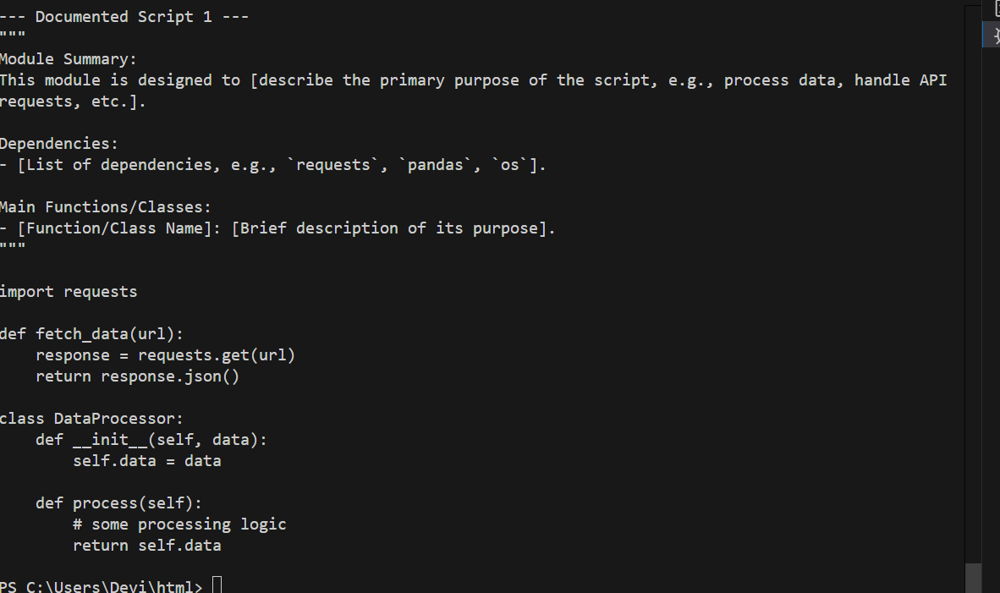 --- Documented Script 1 ---
"""
Module Summary:
This module is designed to [describe the primary purpose of the script, e.g., process data, handle API
requests, etc.].

Dependencies:
- [List of dependencies, e.g., `requests`, `pandas`, `os`].

Main Functions/Classes:
- [Function/Class Name]: [Brief description of its purpose].
"""

import requests

def fetch_data(url):
    response = requests.get(url)
    return response.json()

class DataProcessor:
    def __init__(self, data):
        self.data = data

    def process(self):
        # some processing logic
        return self.data

PS C:\Users\Devi\html>